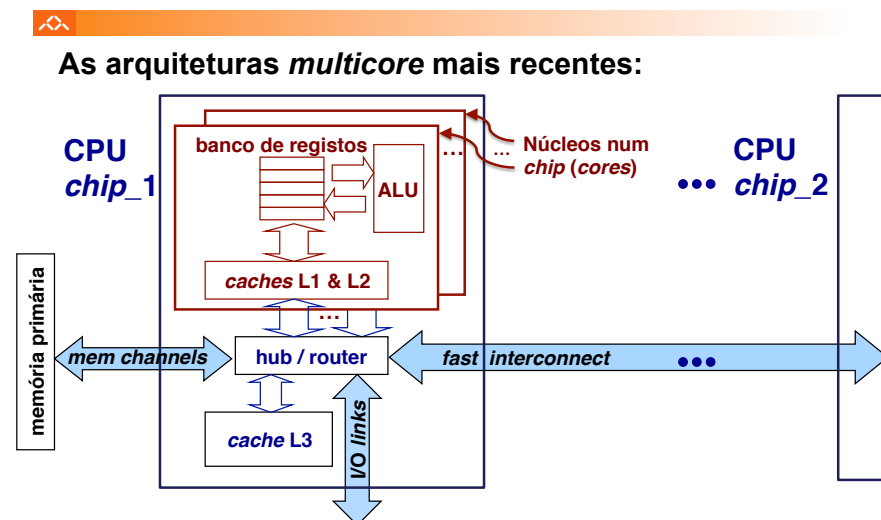 As arquiteturas multicore mais recentes:
CPU
chip_1
banco de registos
ALU
...
...
Núcleos num
chip (cores)
CPU
chip_2
•••
caches L1 & L2
...
memória primária
mem channels
hub / router
fast interconnect
•••
cache L3
I/O links